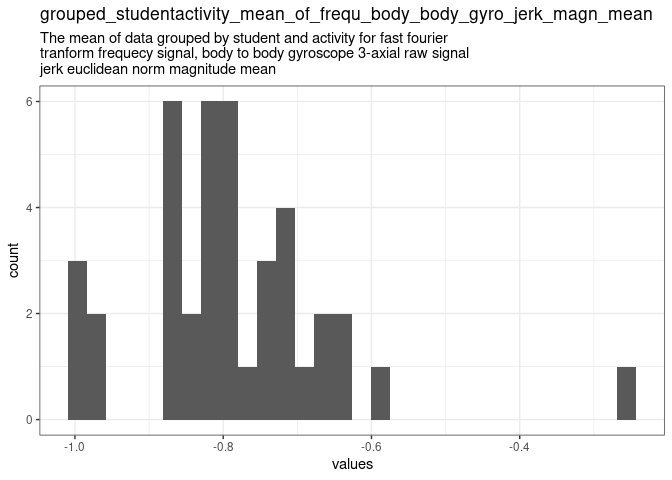 grouped_studentactivity_mean_of_frequ_body_body_gyro_jerk_magn_mean
The mean of data grouped by student and activity for fast fourier
tranform frequecy signal, body to body gyroscope 3-axial raw signal
jerk euclidean norm magnitude mean
6
4
2
0
count
-1.0 -0.8 -0.6 -0.4
values